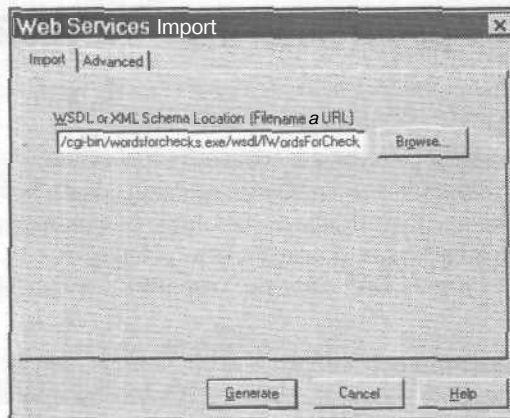 Web Services Import
Import Advanced
WSDL or XML Schema Location (Filename a URL)
/cgi-bin/wordsforchecks.exe/wsdl/IWordsForCheck, Browse...
Generate Cancel Help